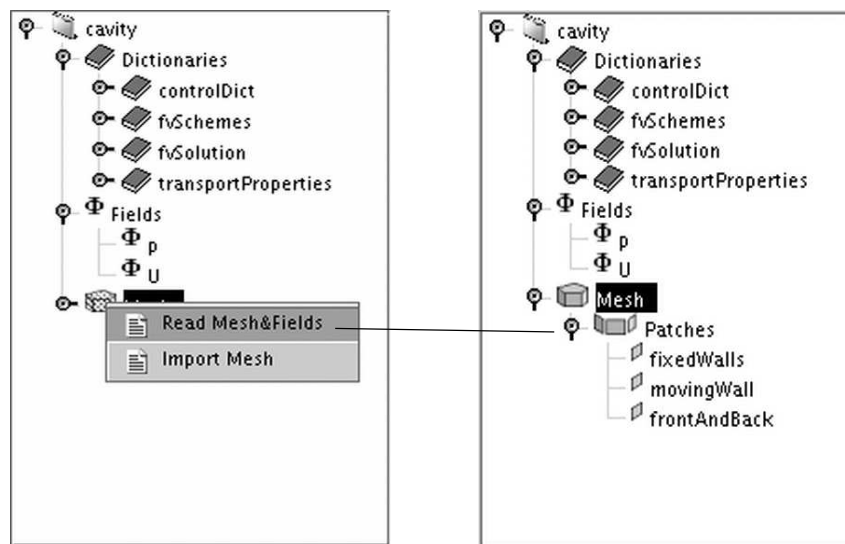 cavity
Dictionaries
controlDict
fvSchemes
fvSolution
transportProperties
Φ Fields
Φ p
Φ U
Read Mesh&Fields
Import Mesh
cavity
Dictionaries
controlDict
fvSchemes
fvSolution
transportProperties
Φ Fields
Φ p
Φ U
Mesh
Patches
fixedWalls
movingWall
frontAndBack